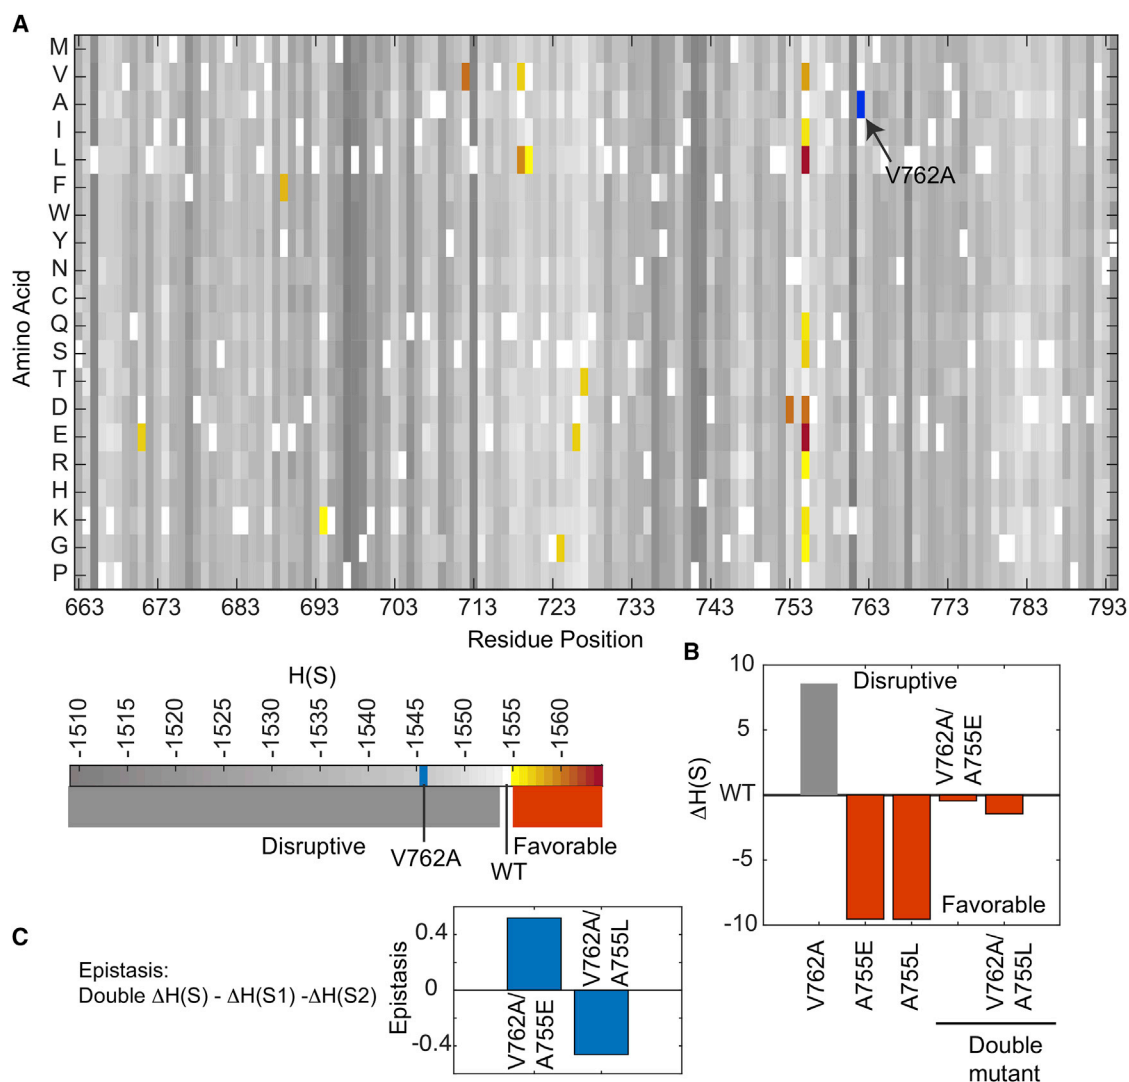 A
M
V
A
I
L
F
W
Y
N
C
Q
S
T
D
E
R
H
K
G
P
Amino Acid
V762A
663 673 683 693 703 713 723 733 743 753 763 773 783 793
Residue Position
H(S)
-1510 -1515 -1520 -1525 -1530 -1535 -1540 -1545 -1550 -1555 -1560
Disruptive
V762A
WT
Favorable
B
10
5
WT
-5
-10
ΔH(S)
Disruptive
V762A/
A755E
Favorable
V762A
A755E
A755L
V762A/
A755L
Double
mutant
C
Epistasis:
Double ΔH(S) - ΔH(S1) -ΔH(S2)
Epistasis
0.4
0
-0.4
V762A/
A755E
V762A/
A755L